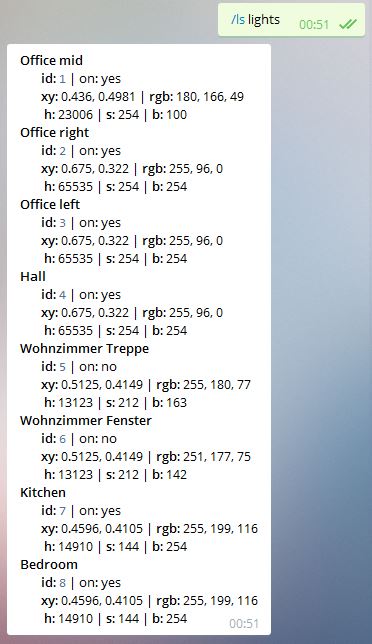 /ls lights 00:51
Office mid
id: 1 | on: yes
xy: 0.436, 0.4981 | rgb: 180, 166, 49
h: 23006 | s: 254 | b: 100
Office right
id: 2 | on: yes
xy: 0.675, 0.322 | rgb: 255, 96, 0
h: 65535 | s: 254 | b: 254
Office left
id: 3 | on: yes
xy: 0.675, 0.322 | rgb: 255, 96, 0
h: 65535 | s: 254 | b: 254
Hall
id: 4 | on: yes
xy: 0.675, 0.322 | rgb: 255, 96, 0
h: 65535 | s: 254 | b: 254
Wohnzimmer Treppe
id: 5 | on: no
xy: 0.5125, 0.4149 | rgb: 255, 180, 77
h: 13123 | s: 212 | b: 163
Wohnzimmer Fenster
id: 6 | on: no
xy: 0.5125, 0.4149 | rgb: 251, 177, 75
h: 13123 | s: 212 | b: 142
Kitchen
id: 7 | on: yes
xy: 0.4596, 0.4105 | rgb: 255, 199, 116
h: 14910 | s: 144 | b: 254
Bedroom
id: 8 | on: yes
xy: 0.4596, 0.4105 | rgb: 255, 199, 116
h: 14910 | s: 144 | b: 254 00:51